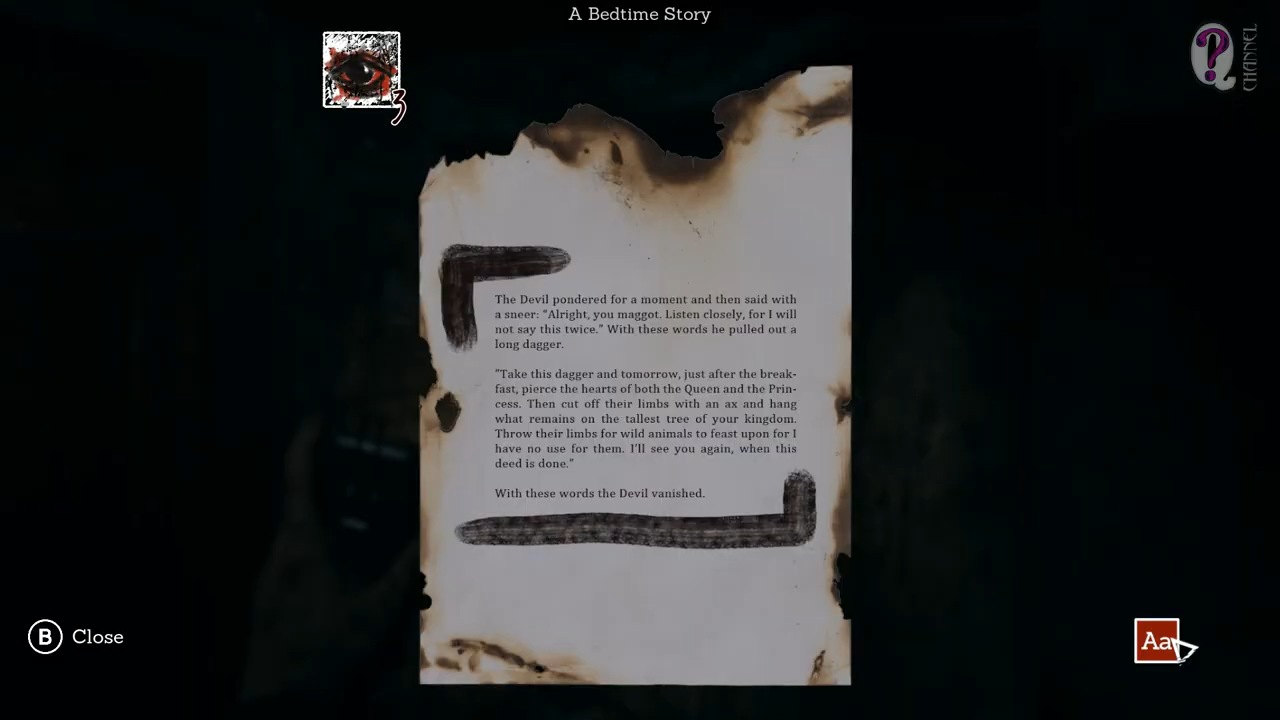 A Bedtime Story
3
? CHANNEL
The Devil pondered for a moment and then said with
a sneer: "Alright, you maggot. Listen closely, for I will
not say this twice." With these words he pulled out a
long dagger.
"Take this dagger and tomorrow, just after the break-
fast, pierce the hearts of both the Queen and the Prin-
cess. Then cut off their limbs with an ax and hang
what remains on the tallest tree of your kingdom.
Throw their limbs for wild animals to feast upon for I
have no use for them. I'll see you again, when this
deed is done."
With these words the Devil vanished.
B Close
Aa